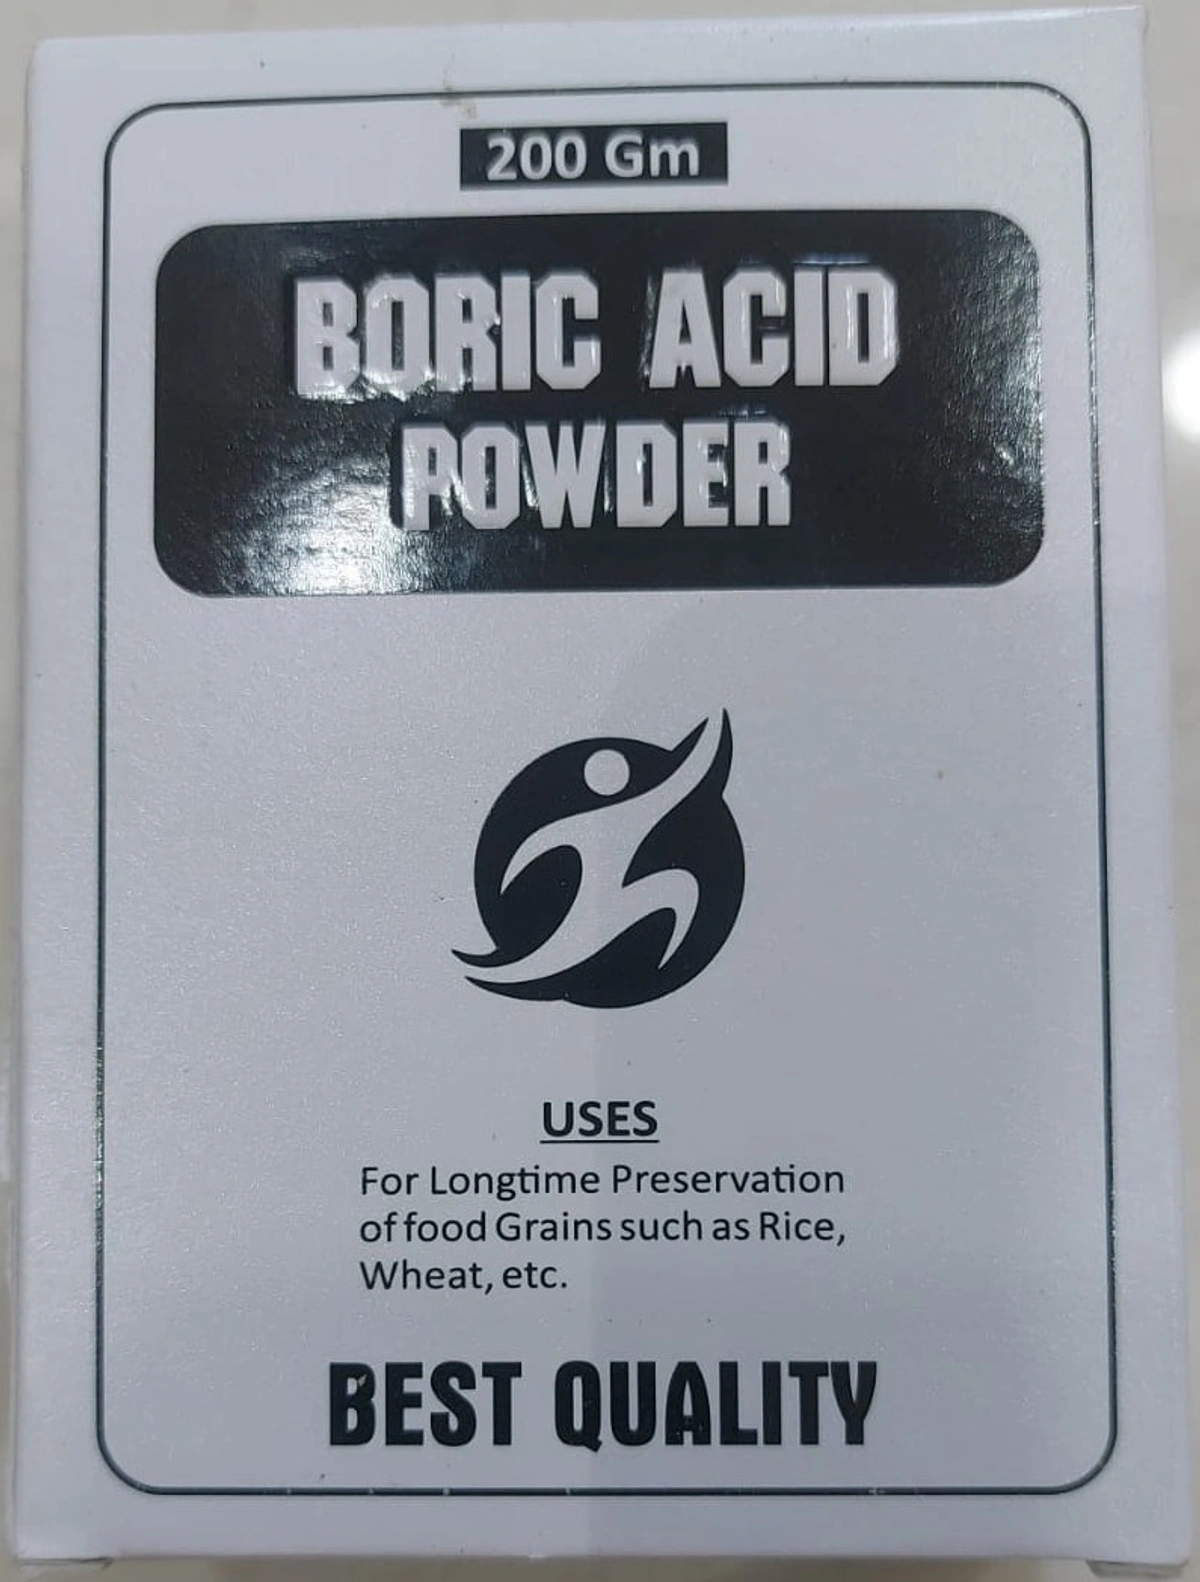 200 Gm
BORIC ACID
POWDER
USES
For Longtime Preservation
of food Grains such as Rice,
Wheat, etc.
BEST QUALITY